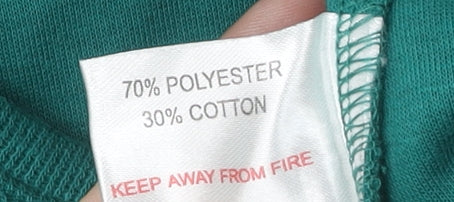 70% POLYESTER
30% COTTON
KEEP AWAY FROM FIRE